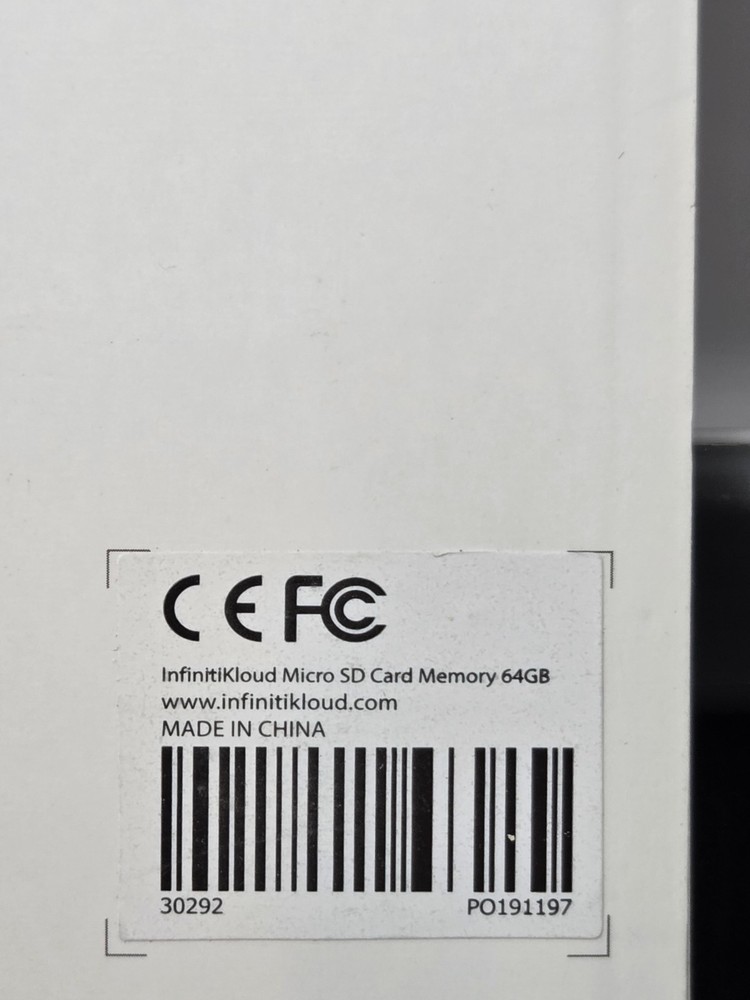 CE FC
InfinitiKloud Micro SD Card Memory 64GB
www.infinitikloud.com
MADE IN CHINA
30292 PO191197